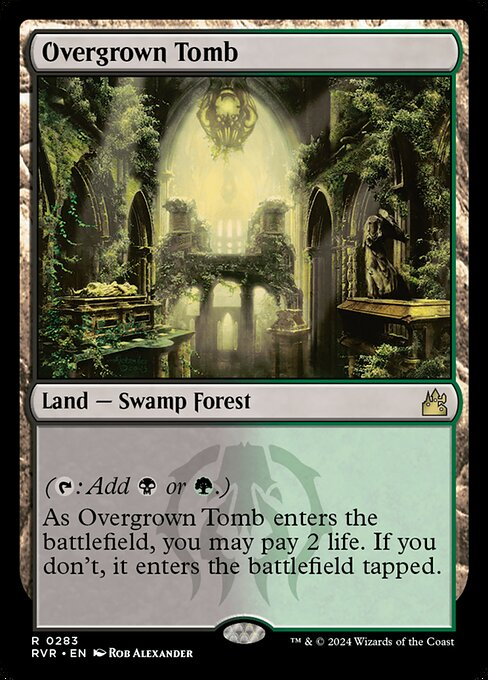 Overgrown Tomb
Land — Swamp Forest
(: Add or .)
As Overgrown Tomb enters the
battlefield, you may pay 2 life. If you
don't, it enters the battlefield tapped.
R 0283
RVR • EN Rob Alexander
™ & © 2024 Wizards of the Coast